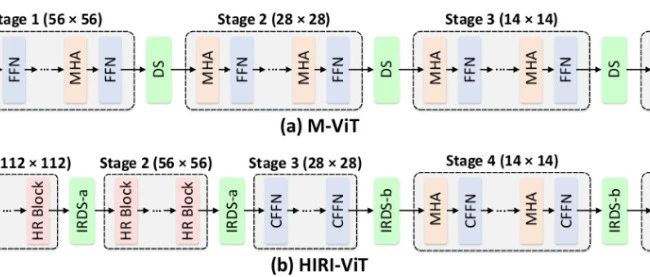 tage 1 (56 × 56) Stage 2 (28 × 28) Stage 3 (14 × 14)
FFN ... MHA FFN DS MHA FFN ... MHA FFN DS MHA FFN ... MHA FFN DS
(a) M-ViT
112 × 112) Stage 2 (56 × 56) Stage 3 (28 × 28) Stage 4 (14 × 14)
... HR Block IRDS-a HR Block ... HR Block IRDS-a CFFN ... CFFN IRDS-b MHA CFFN ... MHA CFFN IRDS-b
(b) HIRI-ViT